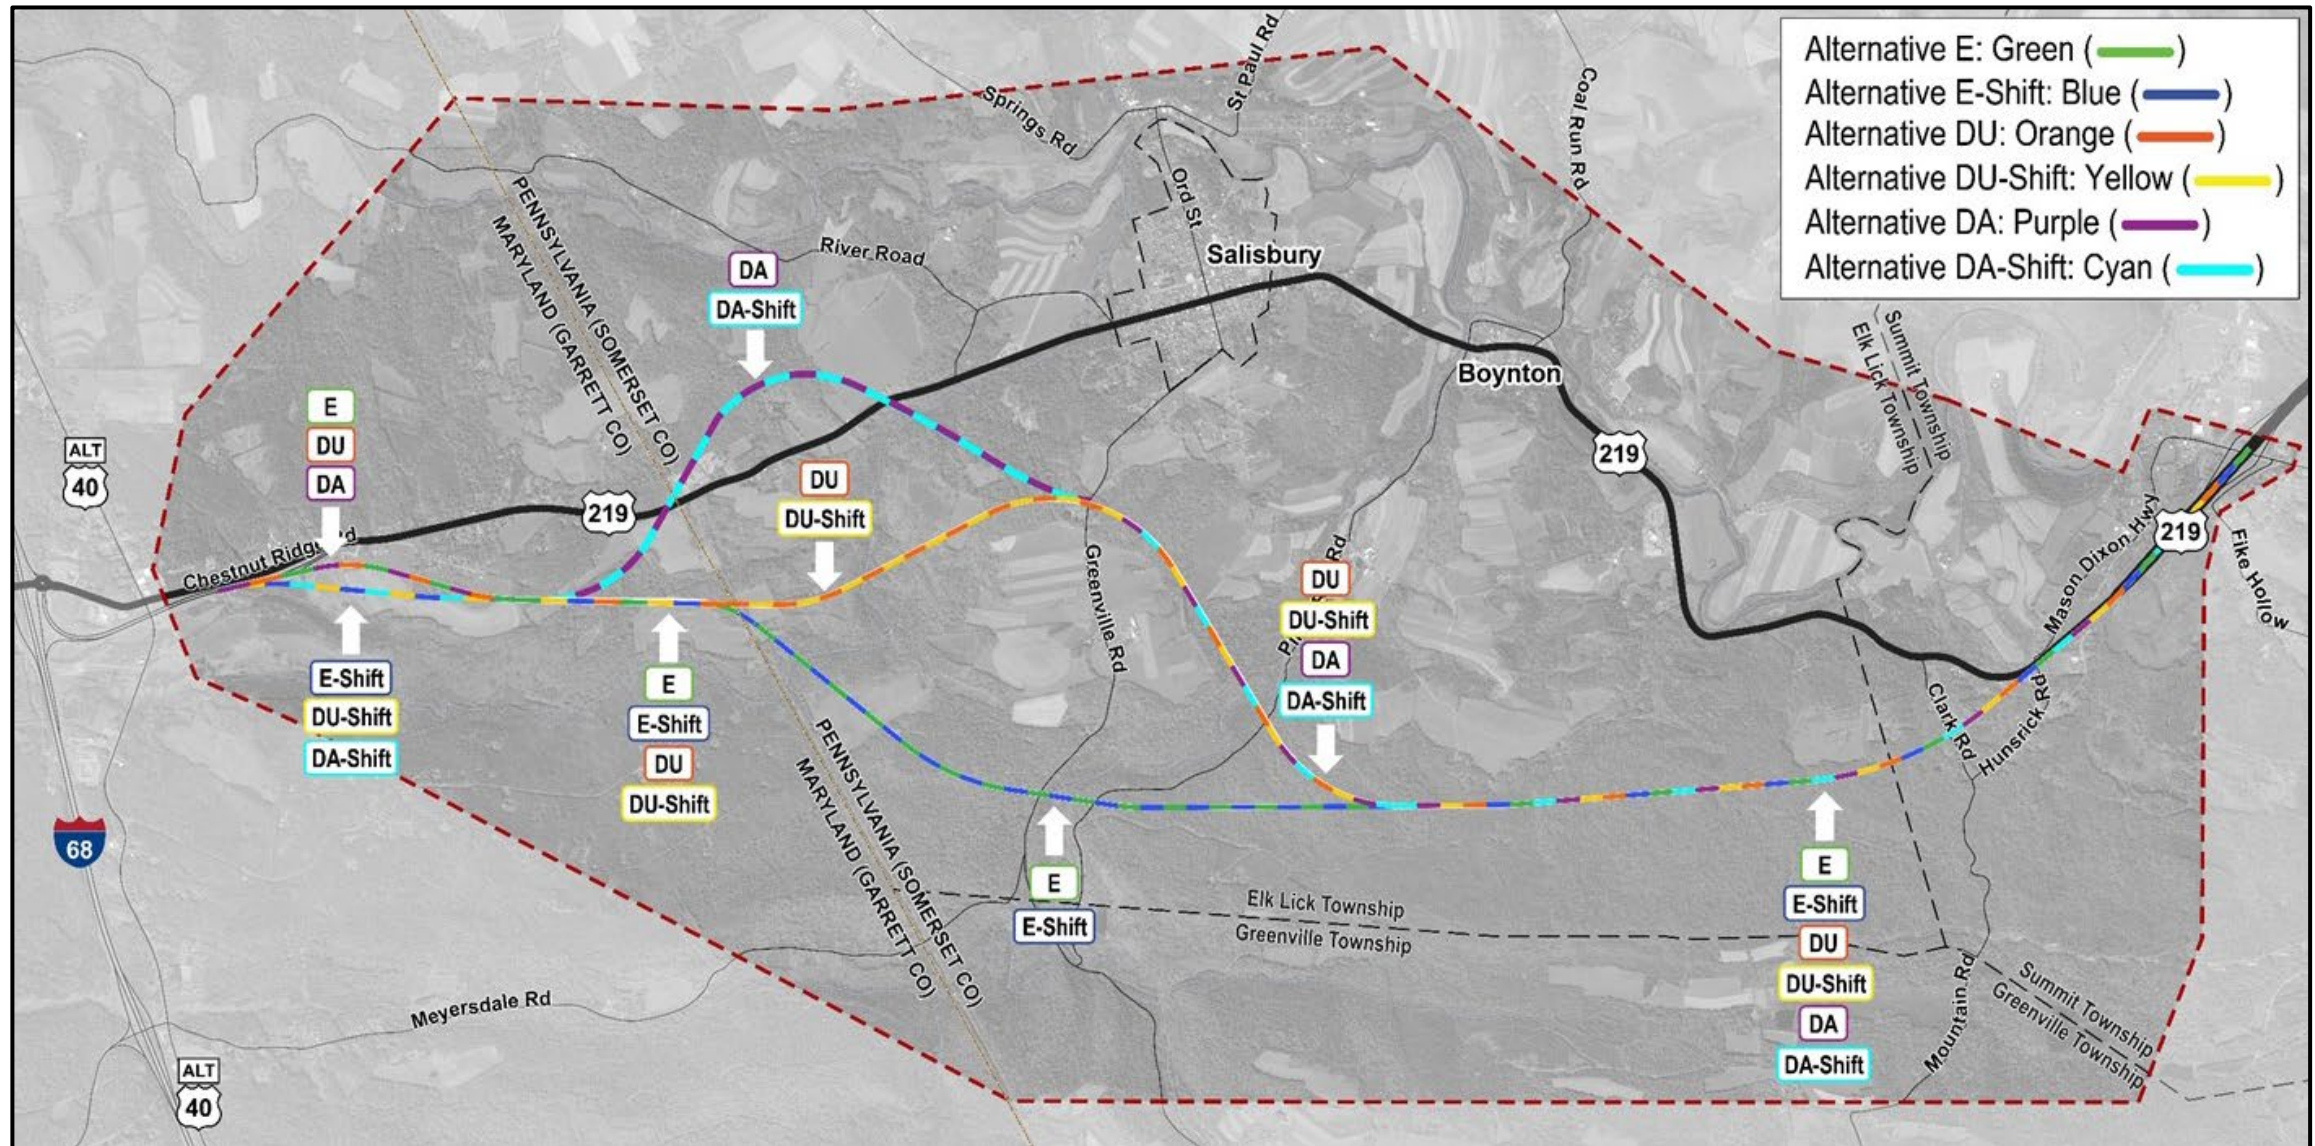 Alternative E: Green ( )
Alternative E-Shift: Blue ( )
Alternative DU: Orange ( )
Alternative DU-Shift: Yellow ( )
Alternative DA: Purple ( )
Alternative DA-Shift: Cyan ( )
St Paul Rd
Springs Rd
Coal Run Rd
Ord St
PENNSYLVANIA (SOMERSET CO)
MARYLAND (GARRETT CO)
River Road
Salisbury
DA
DA-Shift
Boynton
Summit Township
Elk Lick Township
E
DU
DA
ALT
40
219
DU
DU-Shift
219
219
Mason Dixon Hwy
Fike Hollow
Chestnut Ridge Rd
Greenville Rd
Rd
DU
DU-Shift
DA
DA-Shift
E-Shift
DU-Shift
DA-Shift
E
E-Shift
DU
DU-Shift
Clark Rd
Hunsrick Rd
PENNSYLVANIA (SOMERSET CO)
MARYLAND (GARRETT CO)
68
E
E-Shift
Elk Lick Township
Greenville Township
E
E-Shift
DU
DU-Shift
DA
DA-Shift
Meyersdale Rd
Mountain Rd
Summit Township
Greenville Township
ALT
40